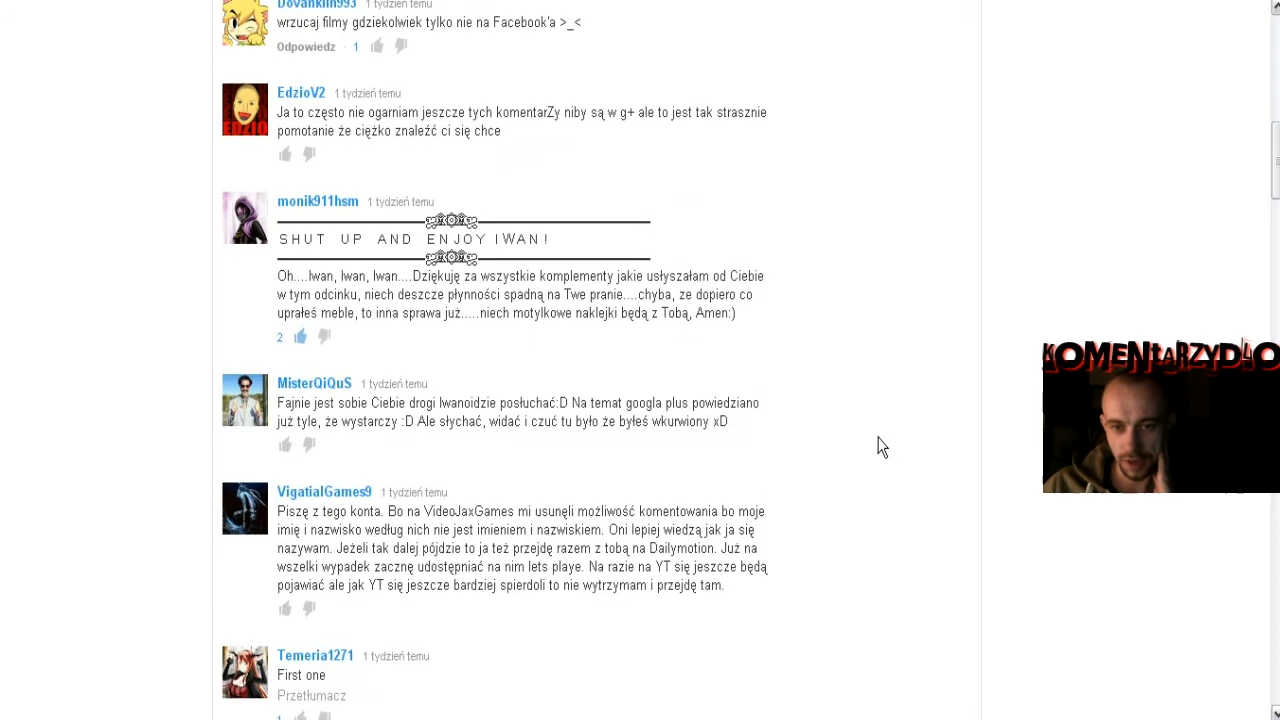 Dovahkiin993 1 tydzień temu
wrzucaj filmy gdziekolwiek tylko nie na Facebook'a >_<
Odpowiedz · 1
EdzioV2 1 tydzień temu
Ja to często nie ogarniam jeszcze tych komentarZy niby są w g+ ale to jest tak strasznie
pomotanie że ciężko znaleźć ci się chce
monik911hsm 1 tydzień temu
SHUT UP AND ENJOY IWAN!
Oh....Iwan, Iwan, Iwan....Dziękuję za wszystkie komplementy jakie usłyszałam od Ciebie
w tym odcinku, niech deszcze płynności spadną na Twe pranie....chyba, ze dopiero co
uprałeś meble, to inna sprawa już.....niech motylkowe naklejki będą z Tobą, Amen:)
2
MisterQiQuS 1 tydzień temu
Fajnie jest sobie Ciebie drogi Iwanoidzie posłuchać:D Na temat googla plus powiedziano
już tyle, że wystarczy :D Ale słychać, widać i czuć tu było że byłeś wkurwiony xD
VigatialGames9 1 tydzień temu
Piszę z tego konta. Bo na VideoJaxGames mi usunęli możliwość komentowania bo moje
imię i nazwisko według nich nie jest imieniem i nazwiskiem. Oni lepiej wiedzą jak ja się
nazywam. Jeżeli tak dalej pójdzie to ja też przejdę razem z tobą na Dailymotion. Już na
wszelki wypadek zacznę udostępniać na nim lets playe. Na razie na YT się jeszcze będą
pojawiać ale jak YT się jeszcze bardziej spierdoli to nie wytrzymam i przejdę tam.
Temeria1271 1 tydzień temu
First one
Przetłumacz
1
KOMENTARZYDŁO
EDZIO